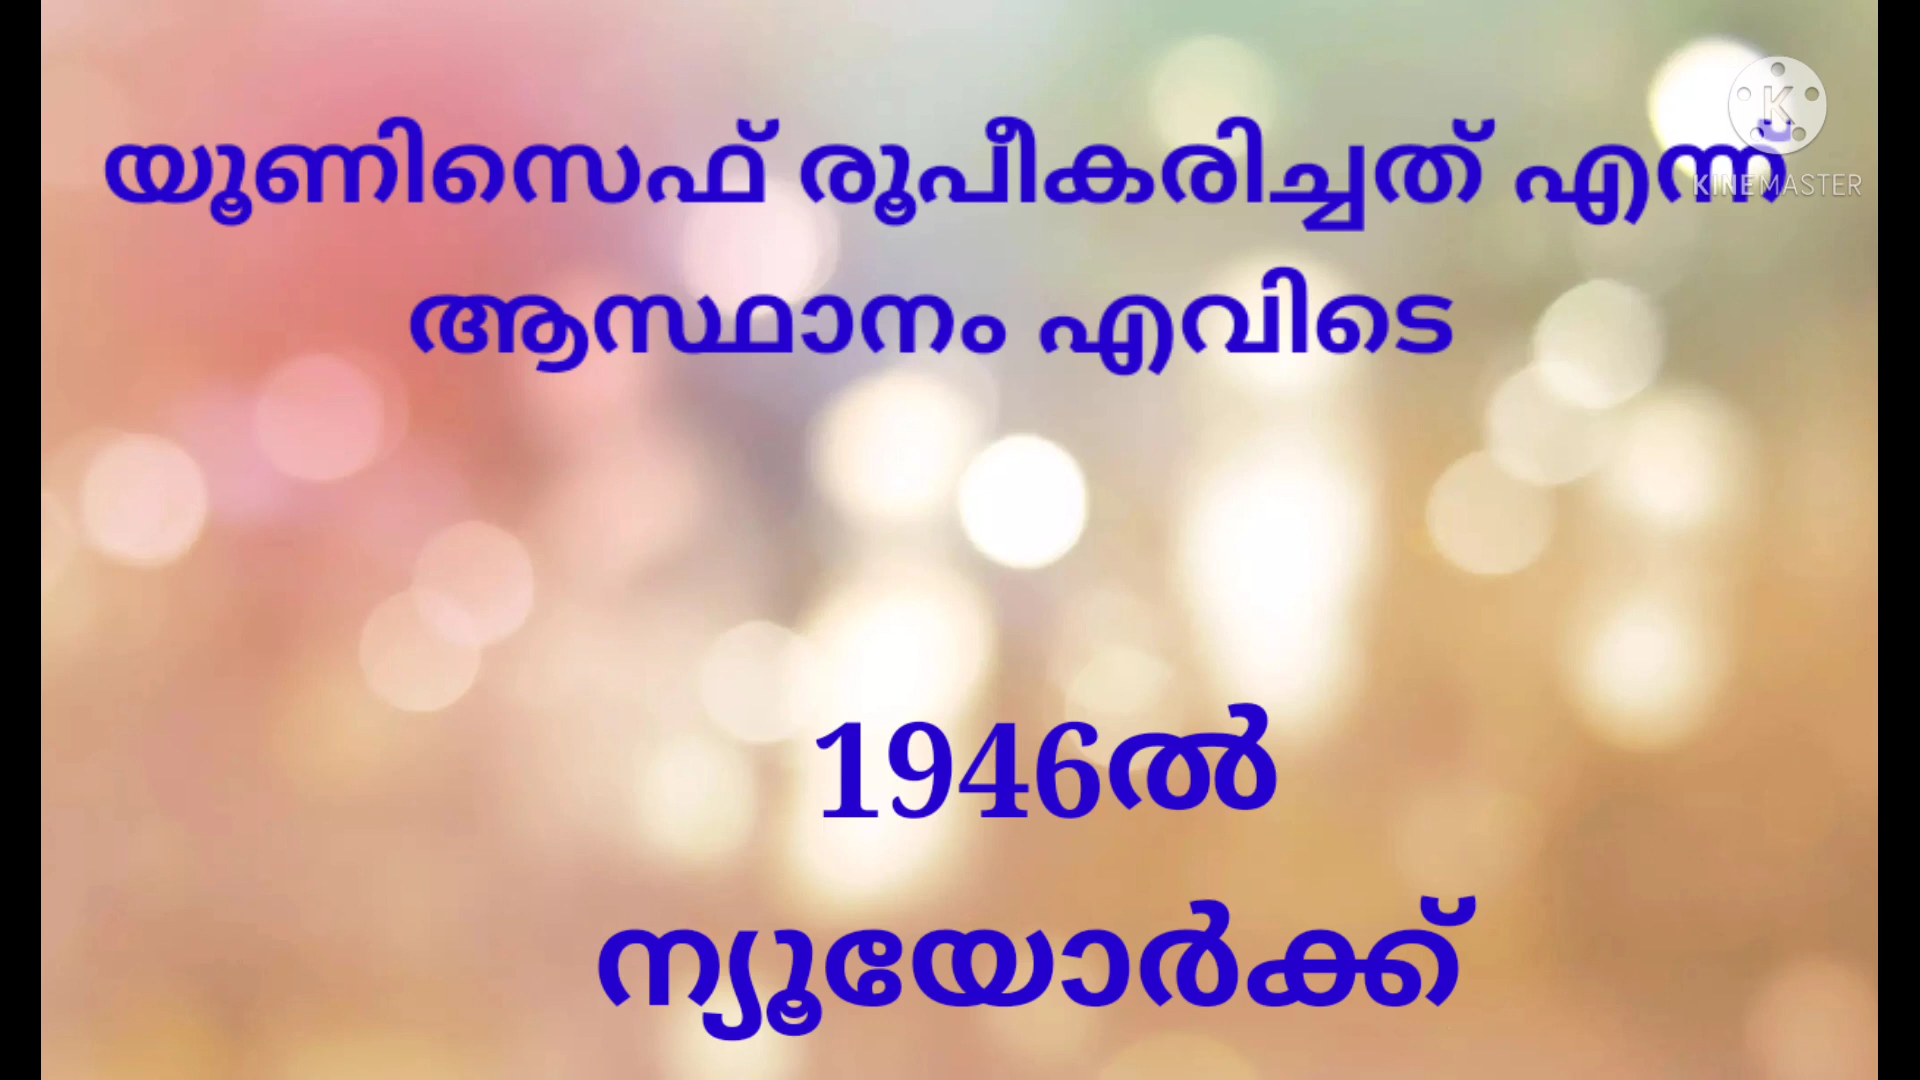 യൂണിസെഫ് രൂപീകരിച്ചത് എന്ന്
ആസ്ഥാനം എവിടെ
1946ൽ
ന്യൂയോർക്ക്
K
KINEMASTER